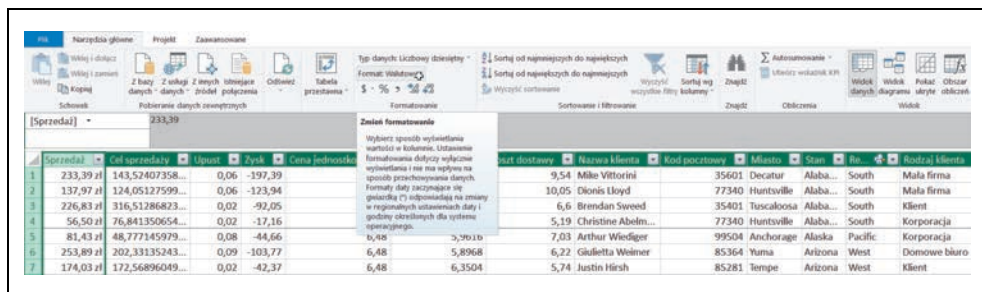 Plik Narzędzia główne Projekt Zaawansowane
Wklej
Wklej i dołącz
Wklej i zamień
Kopiuj
Schowek
Z bazy danych
Z usługi danych
Z innych źródeł
Istniejące połączenia
Pobieranie danych zewnętrznych
Odśwież
Tabela przestawna
Typ danych: Liczbowy dziesiętny
Format: Walutowy
$ % ,
Formatowanie
Sortuj od najmniejszych do największych
Sortuj od największych do najmniejszych
Wyczyść sortowanie
Wyczyść wszystkie filtry
Sortuj wg kolumny
Sortowanie i filtrowanie
Znajdź
Znajdź
Autosumowanie
Utwórz wskaźnik KPI
Obliczenia
Widok danych
Widok diagramu
Pokaż ukryte
Obszar obliczeń
Widok
[Sprzedaż] 233,39
Zmień formatowanie
Wybierz sposób wyświetlania
wartości w kolumnie. Ustawienie
formatowania dotyczy wyłącznie
wyświetlania i nie ma wpływu na
sposób przechowywania danych.
Formaty daty zaczynające się
gwiazdką (*) odpowiadają na zmiany
w regionalnych ustawieniach daty i
godziny określonych dla systemu
operacyjnego.
Sprzedaż Cel sprzedaży Upust Zysk Cena jednostko oszt dostawy Nazwa klienta Kod pocztowy Miasto Stan Re... Rodzaj klienta
1 233,39 zł 143,52407358... 0,06 -197,39 9,54 Mike Vittorini 35601 Decatur Alaba... South Mała firma
2 137,97 zł 124,05127599... 0,06 -123,94 10,05 Dionis Lloyd 77340 Huntsville Alaba... South Mała firma
3 226,83 zł 316,51286823... 0,02 -92,05 6,6 Brendan Sweed 35401 Tuscaloosa Alaba... South Klient
4 56,50 zł 76,841350654... 0,02 -17,16 5,19 Christine Abelm... 77340 Huntsville Alaba... South Korporacja
5 81,43 zł 48,777145979... 0,08 -44,66 6,48 5,9616 7,03 Arthur Wiediger 99504 Anchorage Alaska Pacific Korporacja
6 253,89 zł 202,33135243... 0,09 -103,77 6,48 5,8968 6,22 Giulietta Weimer 85364 Yuma Arizona West Domowe biuro
7 174,03 zł 172,56896049... 0,02 -42,37 6,48 6,3504 5,74 Justin Hirsh 85281 Tempe Arizona West Klient